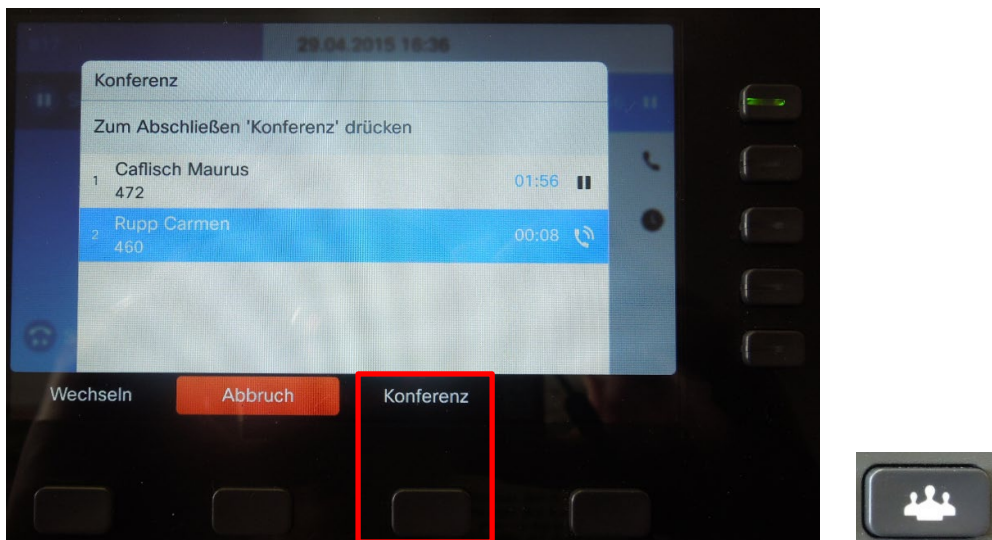 29.04.2015 16:36
Konferenz
Zum Abschließen 'Konferenz' drücken
1 Caflisch Maurus 01:56
472
2 Rupp Carmen 00:08
460
Wechseln Abbruch Konferenz